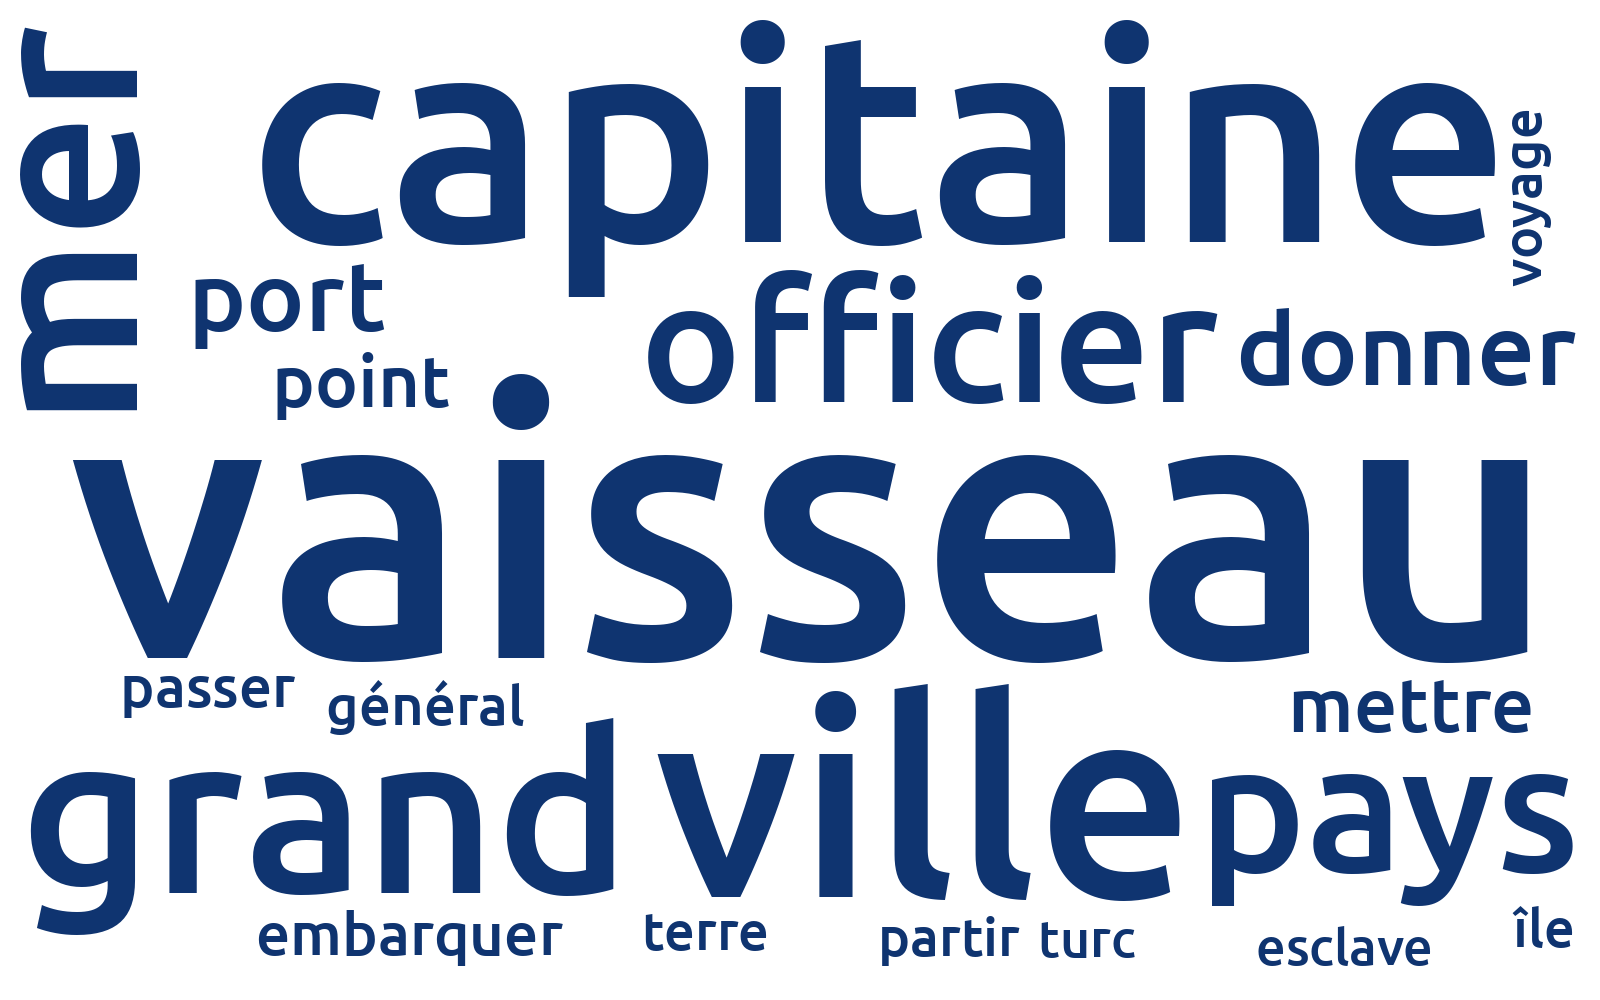 mer
capitaine
voyage
port
officier
donner
point
vaisseau
passer
général
mettre
grand
ville
pays
embarquer
terre
partir
turc
esclave
île